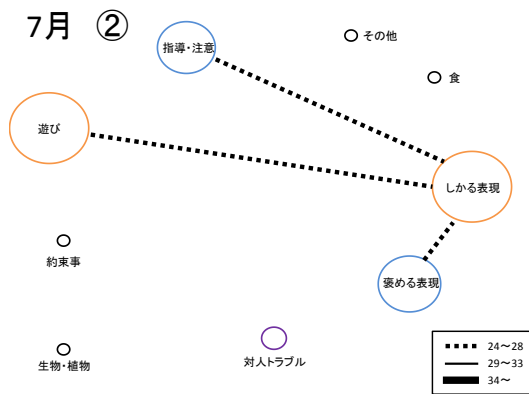 7月 ②
指導・注意
その他
食
遊び
しかる表現
約束事
褒める表現
生物・植物
対人トラブル
24～28
29～33
34～